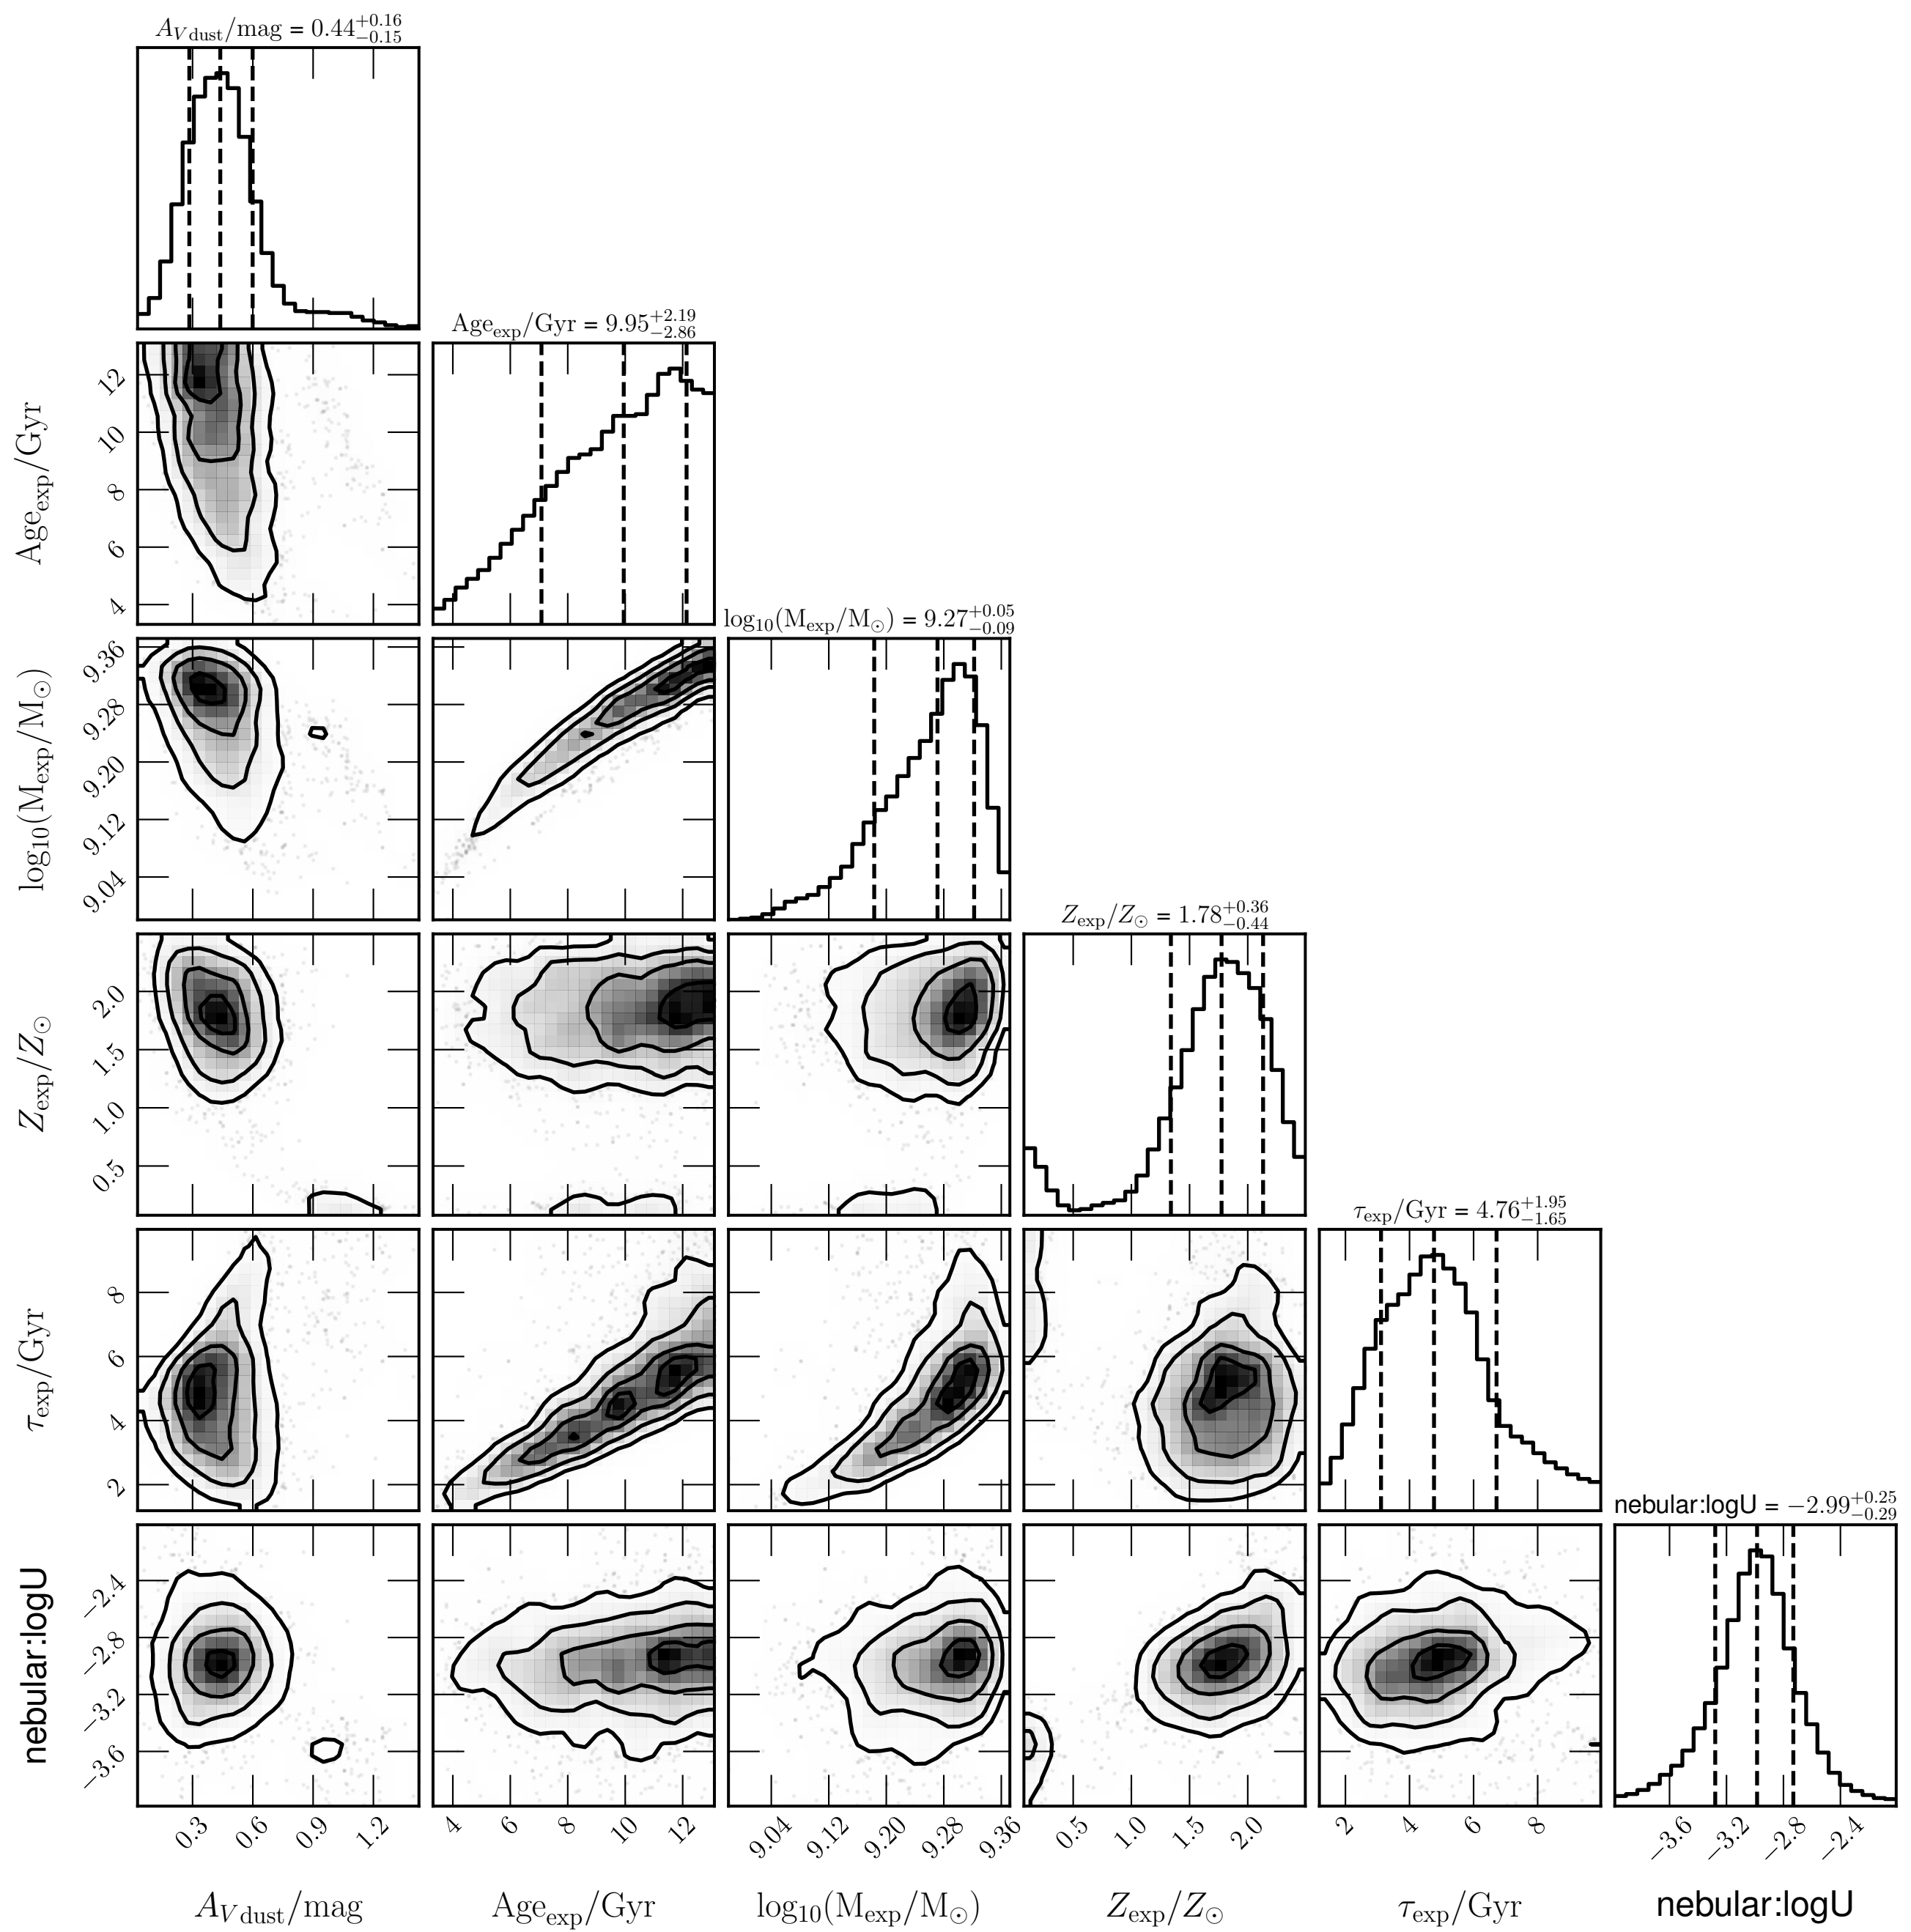 A_V dust/mag = 0.44^{+0.16}_{−0.15}
Age_exp/Gyr = 9.95^{+2.19}_{−2.86}
12
10
8
6
4
Age_exp/Gyr
log₁₀(M_exp/M_⊙) = 9.27^{+0.05}_{−0.09}
9.36
9.28
9.20
9.12
9.04
log₁₀(M_exp/M_⊙)
Z_exp/Z_⊙ = 1.78^{+0.36}_{−0.44}
2.0
1.5
1.0
0.5
Z_exp/Z_⊙
τ_exp/Gyr = 4.76^{+1.95}_{−1.65}
8
6
4
2
τ_exp/Gyr
nebular:logU = −2.99^{+0.25}_{−0.29}
−2.4
−2.8
−3.2
−3.6
nebular:logU
0.3 0.6 0.9 1.2
4 6 8 10 12
9.04 9.12 9.20 9.28 9.36
0.5 1.0 1.5 2.0
2 4 6 8
−3.6 −3.2 −2.8 −2.4
A_V dust/mag
Age_exp/Gyr
log₁₀(M_exp/M_⊙)
Z_exp/Z_⊙
τ_exp/Gyr
nebular:logU